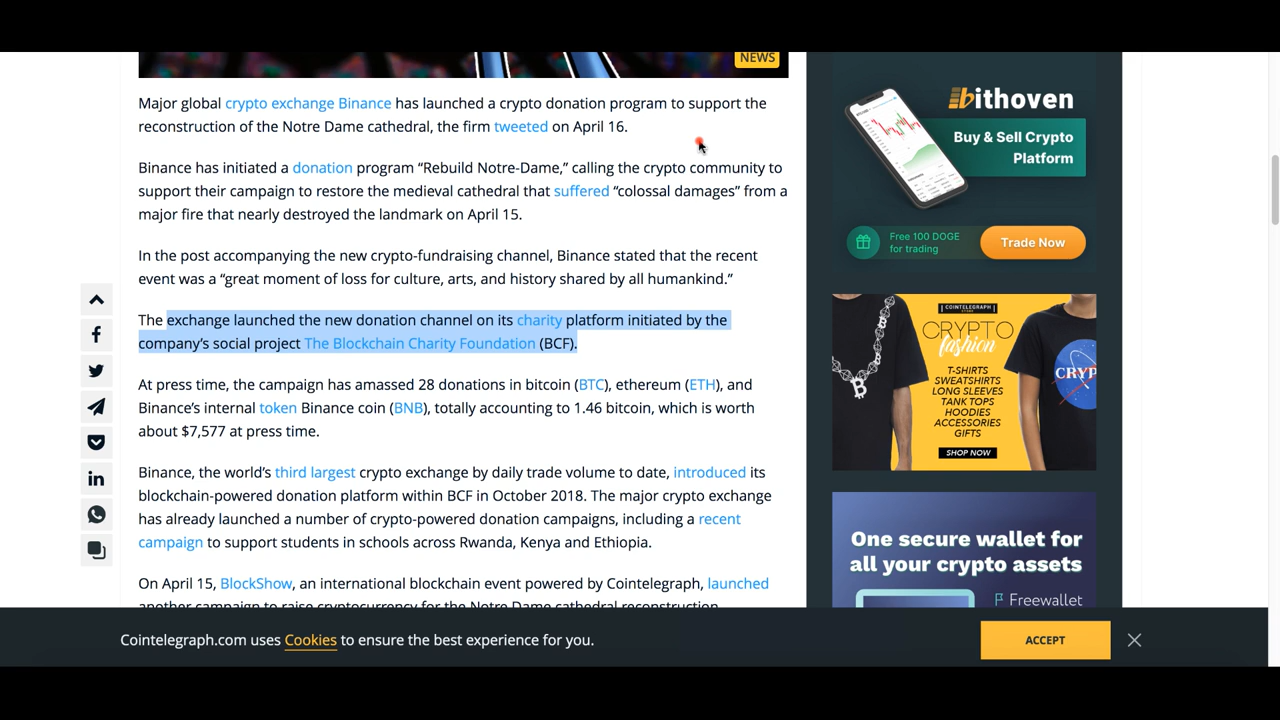 NEWS
Major global crypto exchange Binance has launched a crypto donation program to support the
reconstruction of the Notre Dame cathedral, the firm tweeted on April 16.
Binance has initiated a donation program “Rebuild Notre-Dame,” calling the crypto community to
support their campaign to restore the medieval cathedral that suffered “colossal damages” from a
major fire that nearly destroyed the landmark on April 15.
In the post accompanying the new crypto-fundraising channel, Binance stated that the recent
event was a “great moment of loss for culture, arts, and history shared by all humankind.”
The exchange launched the new donation channel on its charity platform initiated by the
company’s social project The Blockchain Charity Foundation (BCF).
At press time, the campaign has amassed 28 donations in bitcoin (BTC), ethereum (ETH), and
Binance’s internal token Binance coin (BNB), totally accounting to 1.46 bitcoin, which is worth
about $7,577 at press time.
Binance, the world’s third largest crypto exchange by daily trade volume to date, introduced its
blockchain-powered donation platform within BCF in October 2018. The major crypto exchange
has already launched a number of crypto-powered donation campaigns, including a recent
campaign to support students in schools across Rwanda, Kenya and Ethiopia.
On April 15, BlockShow, an international blockchain event powered by Cointelegraph, launched
another campaign to raise cryptocurrency for the Notre Dame cathedral reconstruction.
bithoven
Buy & Sell Crypto
Platform
Free 100 DOGE
for trading
Trade Now
COINTELEGRAPH
STORE
CRYPTO
fashion
T-SHIRTS
SWEATSHIRTS
LONG SLEEVES
TANK TOPS
HOODIES
ACCESSORIES
GIFTS
SHOP NOW
CRYP
One secure wallet for
all your crypto assets
Freewallet
Cointelegraph.com uses Cookies to ensure the best experience for you.
ACCEPT